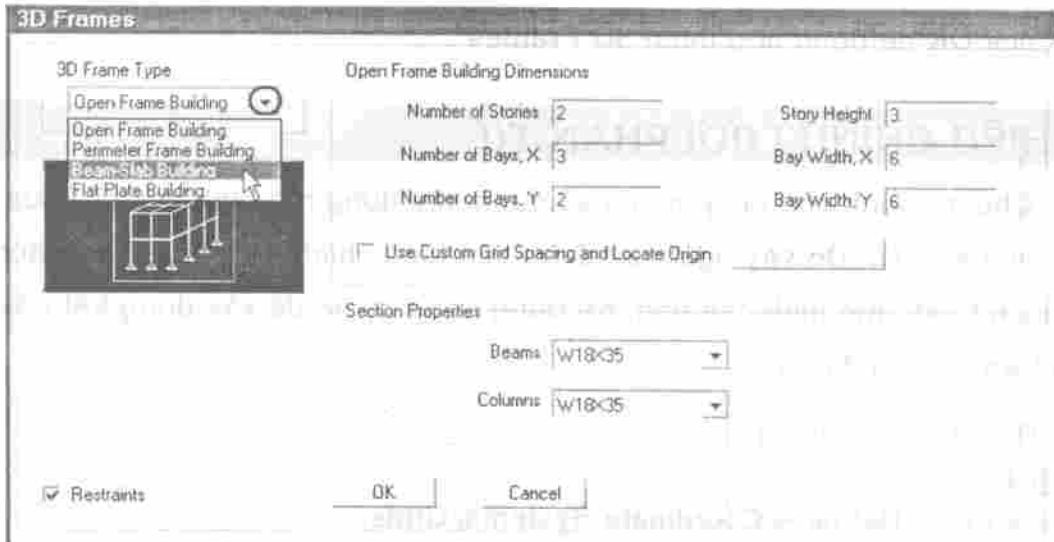 3D Frames
3D Frame Type
Open Frame Building
Open Frame Building
Perimeter Frame Building
Beam-Slab Building
Flat Plate Building
Open Frame Building Dimensions
Number of Stories 2
Story Height 3.
Number of Bays, X 3
Bay Width, X 6.
Number of Bays, Y 2
Bay Width, Y 6.
Use Custom Grid Spacing and Locate Origin
Section Properties
Beams W18X35
Columns W18X35
Restraints
OK
Cancel